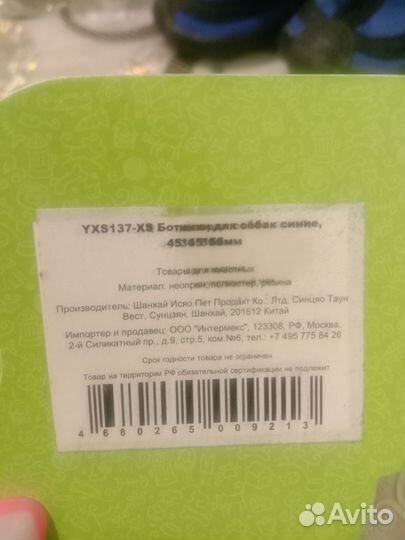 YXS137-XS Ботинки для собак синие,
Товары для животных
Материал: неопрен, полиэстер, резина
Производитель: Шанхай Исяо Пет Продакт Ко., Лтд. Синцяо Таун
Вест, Сунцзян, Шанхай, 201612 Китай
Импортер и продавец: ООО "Интермекс", 123308, РФ, Москва,
2-й Силикатный пр., д.9, стр.5, ком.№6, тел.: +7 495 775 84 26
Срок годности товара не ограничен
Товар на территории РФ обязательной сертификации не подлежит
4680265009213
Avito